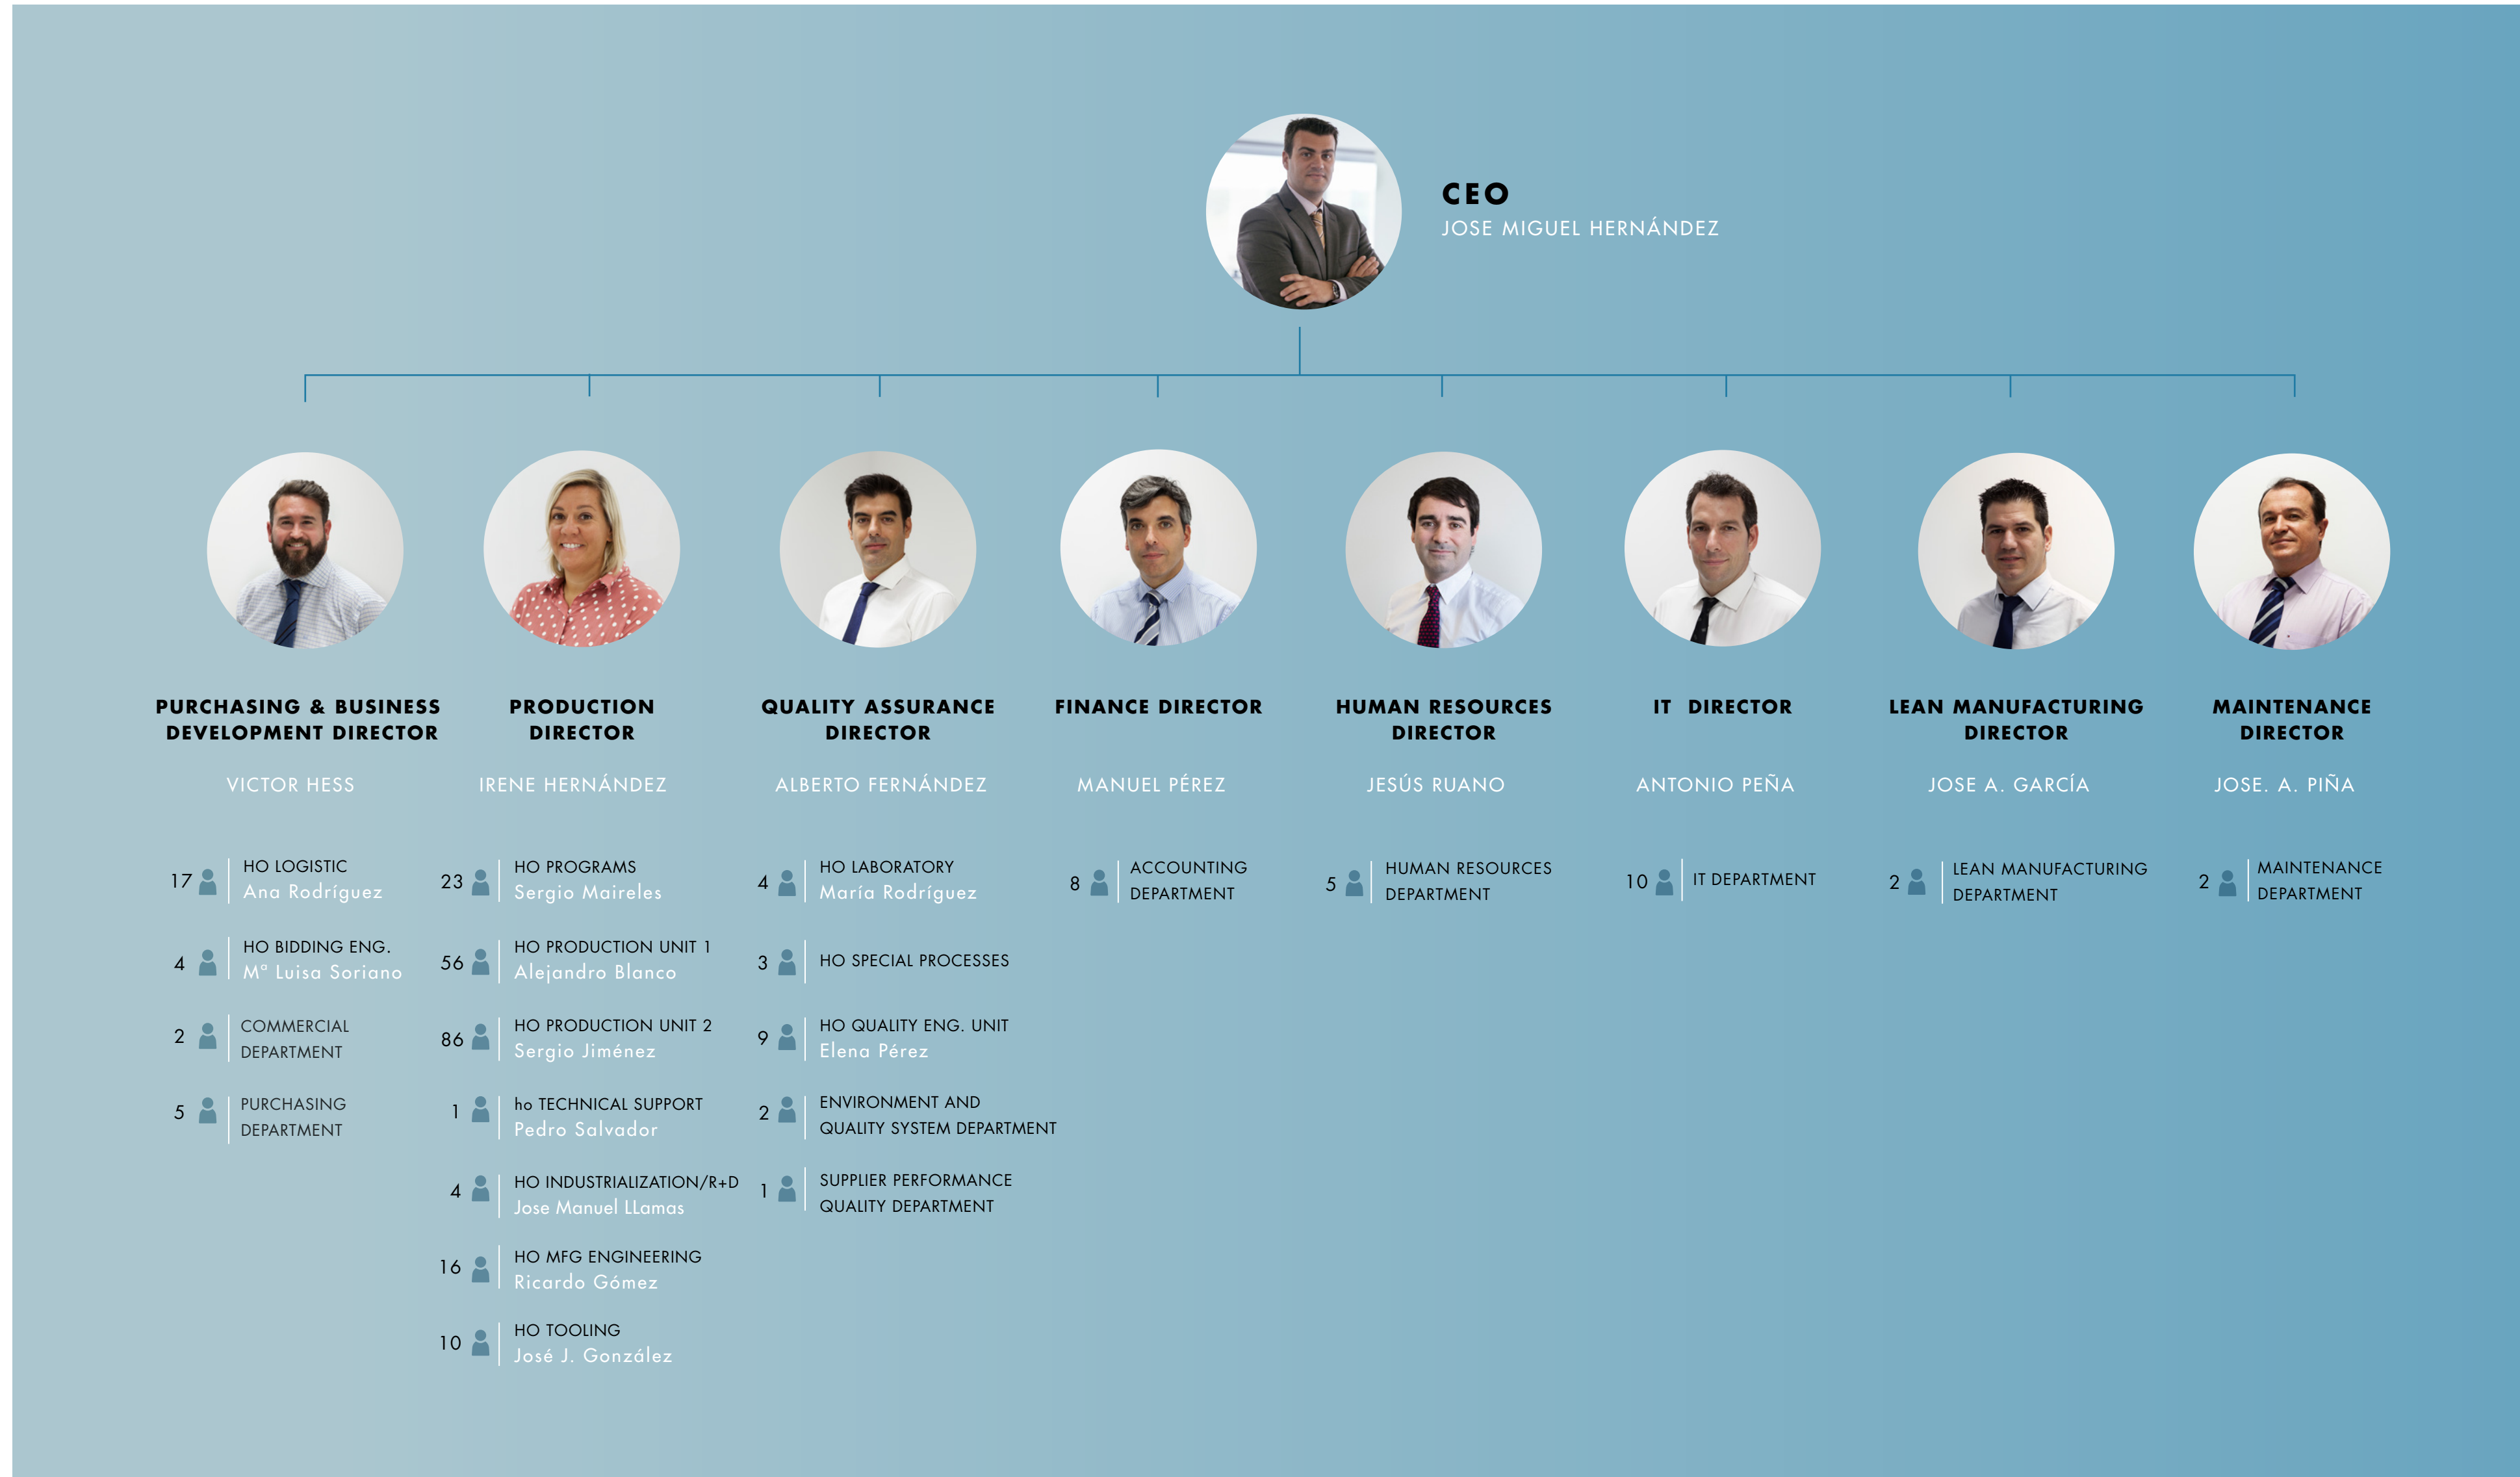 CEO
JOSE MIGUEL HERNÁNDEZ
PURCHASING & BUSINESS
DEVELOPMENT DIRECTOR
VICTOR HESS
17
HO LOGISTIC
Ana Rodríguez
4
HO BIDDING ENG.
Mª Luisa Soriano
2
COMMERCIAL
DEPARTMENT
5
PURCHASING
DEPARTMENT
PRODUCTION
DIRECTOR
IRENE HERNÁNDEZ
23
HO PROGRAMS
Sergio Maireles
56
HO PRODUCTION UNIT 1
Alejandro Blanco
86
HO PRODUCTION UNIT 2
Sergio Jiménez
1
ho TECHNICAL SUPPORT
Pedro Salvador
4
HO INDUSTRIALIZATION/R+D
Jose Manuel LLamas
16
HO MFG ENGINEERING
Ricardo Gómez
10
HO TOOLING
José J. González
QUALITY ASSURANCE
DIRECTOR
ALBERTO FERNÁNDEZ
4
HO LABORATORY
María Rodríguez
3
HO SPECIAL PROCESSES
9
HO QUALITY ENG. UNIT
Elena Pérez
2
ENVIRONMENT AND
QUALITY SYSTEM DEPARTMENT
1
SUPPLIER PERFORMANCE
QUALITY DEPARTMENT
FINANCE DIRECTOR
MANUEL PÉREZ
8
ACCOUNTING
DEPARTMENT
HUMAN RESOURCES
DIRECTOR
JESÚS RUANO
5
HUMAN RESOURCES
DEPARTMENT
IT DIRECTOR
ANTONIO PEÑA
10
IT DEPARTMENT
LEAN MANUFACTURING
DIRECTOR
JOSE A. GARCÍA
2
LEAN MANUFACTURING
DEPARTMENT
MAINTENANCE
DIRECTOR
JOSE. A. PIÑA
2
MAINTENANCE
DEPARTMENT